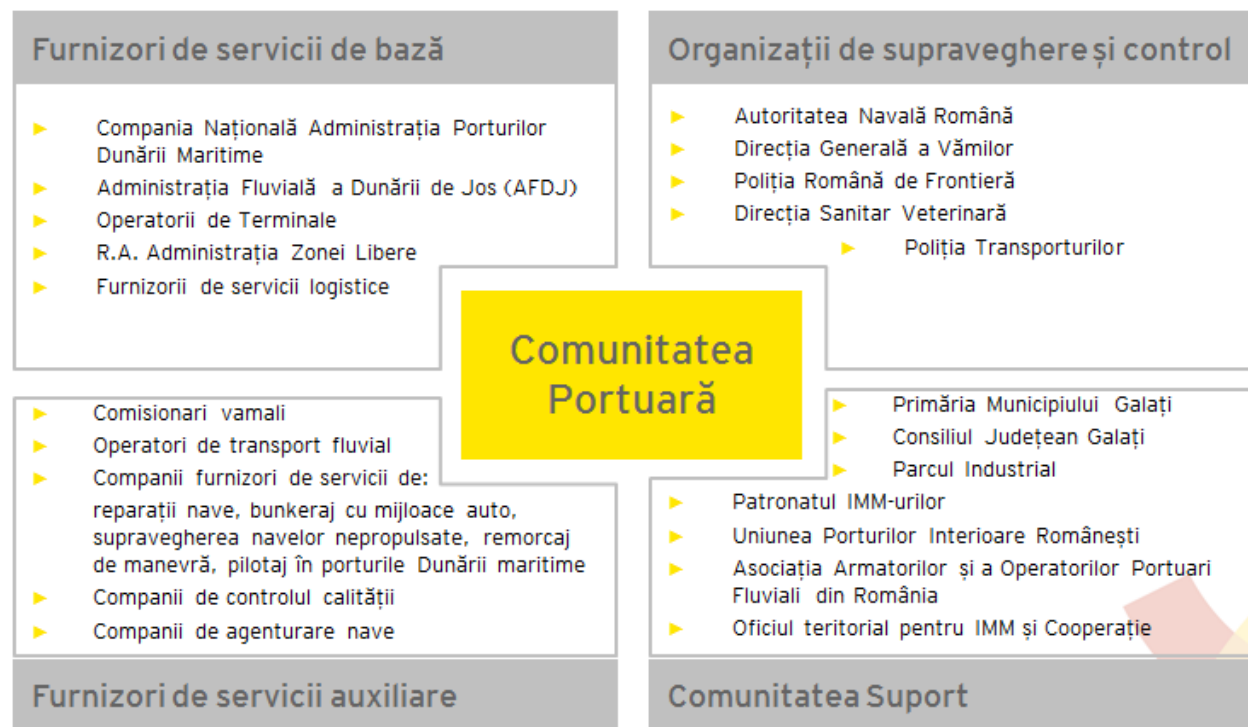 Furnizori de servicii de bază
Compania Națională Administrația Porturilor
Dunării Maritime
Administrația Fluvială a Dunării de Jos (AFDJ)
Operatorii de Terminale
R.A. Administrația Zonei Libere
Furnizorii de servicii logistice
Organizații de supraveghere și control
Autoritatea Navală Română
Direcția Generală a Vămilor
Poliția Română de Frontieră
Direcția Sanitar Veterinară
Poliția Transporturilor
Comunitatea
Portuară
Comisionari vamali
Operatori de transport fluvial
Companii furnizori de servicii de:
reparații nave, bunkeraj cu mijloace auto,
supravegherea navelor nepropulsate, remorcaj
de manevră, pilotaj în porturile Dunării maritime
Companii de controlul calității
Companii de agenturare nave
Furnizori de servicii auxiliare
Primăria Municipiului Galați
Consiliul Județean Galați
Parcul Industrial
Patronatul IMM-urilor
Uniunea Porturilor Interioare Românești
Asociația Armatorilor și a Operatorilor Portuari
Fluviali din România
Oficiul teritorial pentru IMM și Cooperație
Comunitatea Suport